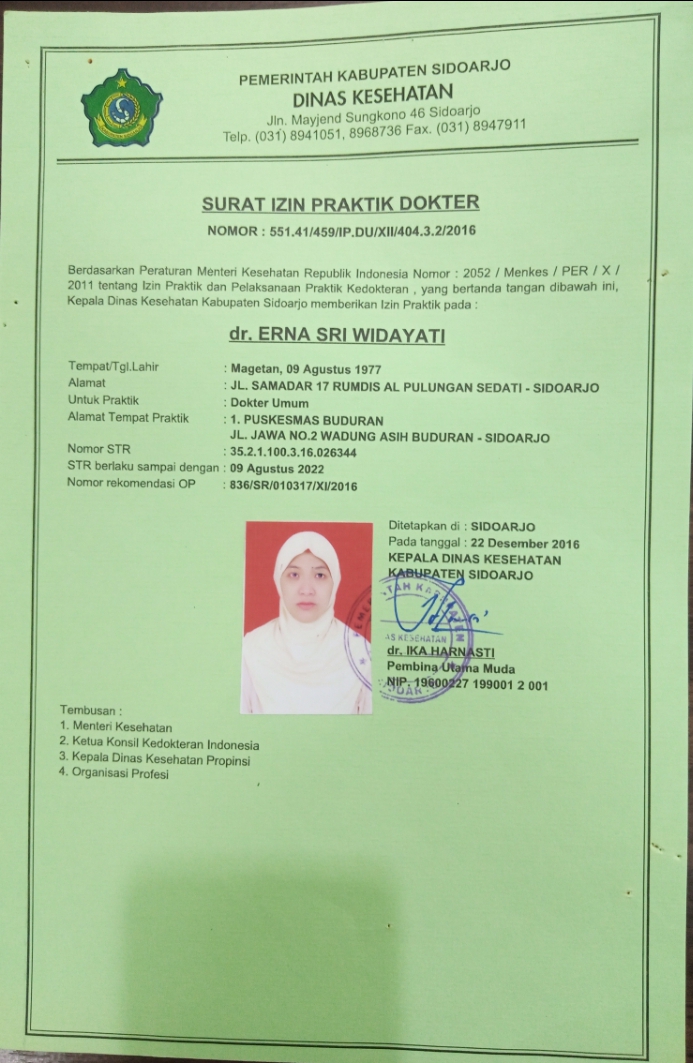 PEMERINTAH KABUPATEN SIDOARJO
DINAS KESEHATAN
Jln. Mayjend Sungkono 46 Sidoarjo
Telp. (031) 8941051, 8968736 Fax. (031) 8947911
SURAT IZIN PRAKTIK DOKTER
NOMOR : 551.41/459/IP.DU/XII/404.3.2/2016
Berdasarkan Peraturan Menteri Kesehatan Republik Indonesia Nomor : 2052 / Menkes / PER / X /
2011 tentang Izin Praktik dan Pelaksanaan Praktik Kedokteran , yang bertanda tangan dibawah ini,
Kepala Dinas Kesehatan Kabupaten Sidoarjo memberikan Izin Praktik pada :
dr. ERNA SRI WIDAYATI
Tempat/Tgl.Lahir : Magetan, 09 Agustus 1977
Alamat : JL. SAMADAR 17 RUMDIS AL PULUNGAN SEDATI - SIDOARJO
Untuk Praktik : Dokter Umum
Alamat Tempat Praktik : 1. PUSKESMAS BUDURAN
JL. JAWA NO.2 WADUNG ASIH BUDURAN - SIDOARJO
Nomor STR : 35.2.1.100.3.16.026344
STR berlaku sampai dengan : 09 Agustus 2022
Nomor rekomendasi OP : 836/SR/010317/XI/2016
Ditetapkan di : SIDOARJO
Pada tanggal : 22 Desember 2016
KEPALA DINAS KESEHATAN
KABUPATEN SIDOARJO
AS KESEHATAN
dr. IKA HARNASTI
Pembina Utama Muda
NIP. 19600227 199001 2 001
Tembusan :
1. Menteri Kesehatan
2. Ketua Konsil Kedokteran Indonesia
3. Kepala Dinas Kesehatan Propinsi
4. Organisasi Profesi